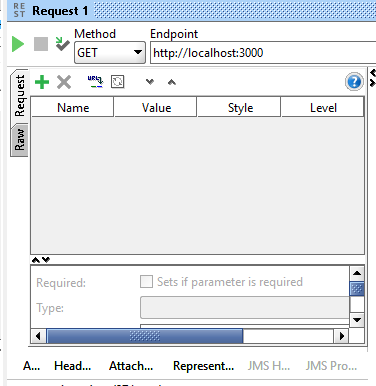 RE ST Request 1
Method Endpoint
GET http://localhost:3000
Request
Raw
Name Value Style Level
Required: Sets if parameter is required
Type:
A... Head... Attach... Represent... JMS H... JMS Pro...